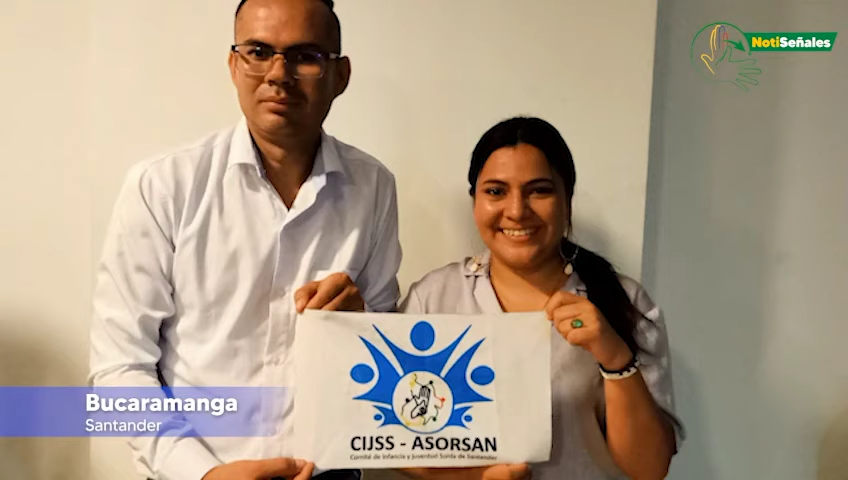 NotiSeñales
CIJSS - ASORSAN
Comité de Infancia y Juventud Sorda de Santander
Bucaramanga
Santander